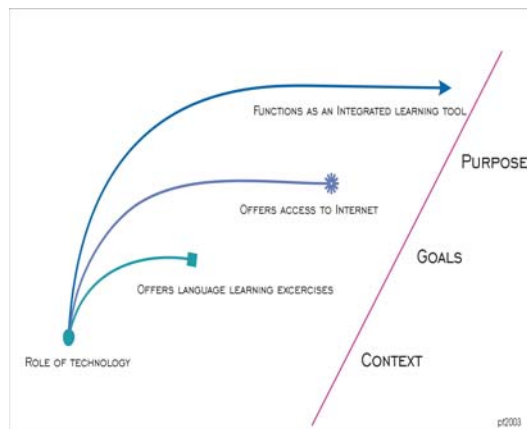 FUNCTIONS AS AN INTEGRATED LEARNING TOOL
PURPOSE
OFFERS ACCESS TO INTERNET
GOALS
OFFERS LANGUAGE LEARNING EXCERCISES
CONTEXT
ROLE OF TECHNOLOGY
pf2003